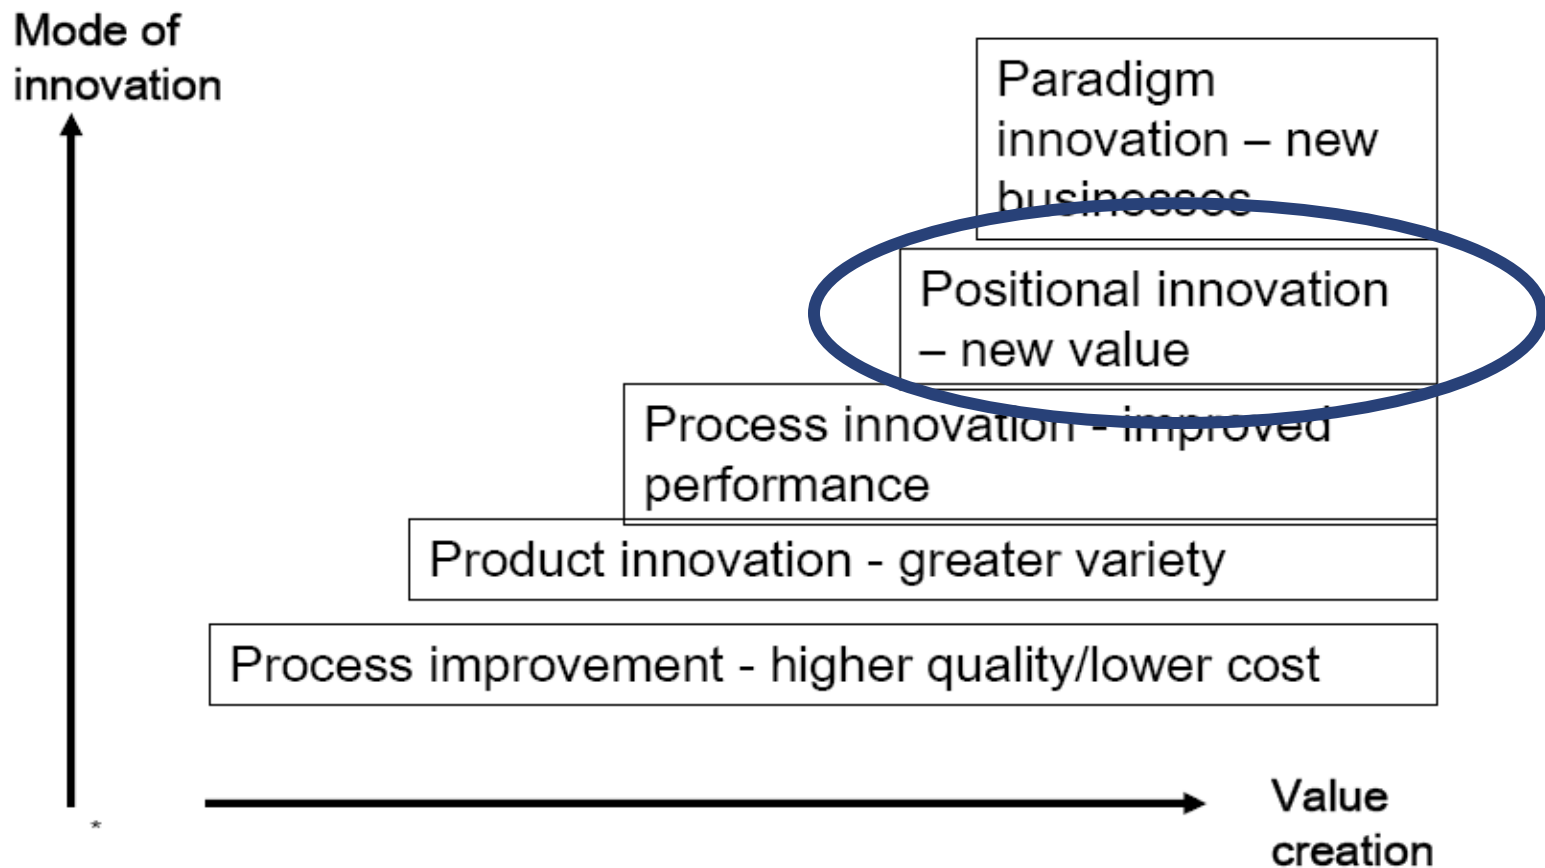 Mode of
innovation
Paradigm
innovation – new
businesses
Positional innovation
– new value
Process innovation - improved
performance
Product innovation - greater variety
Process improvement - higher quality/lower cost
*
Value
creation